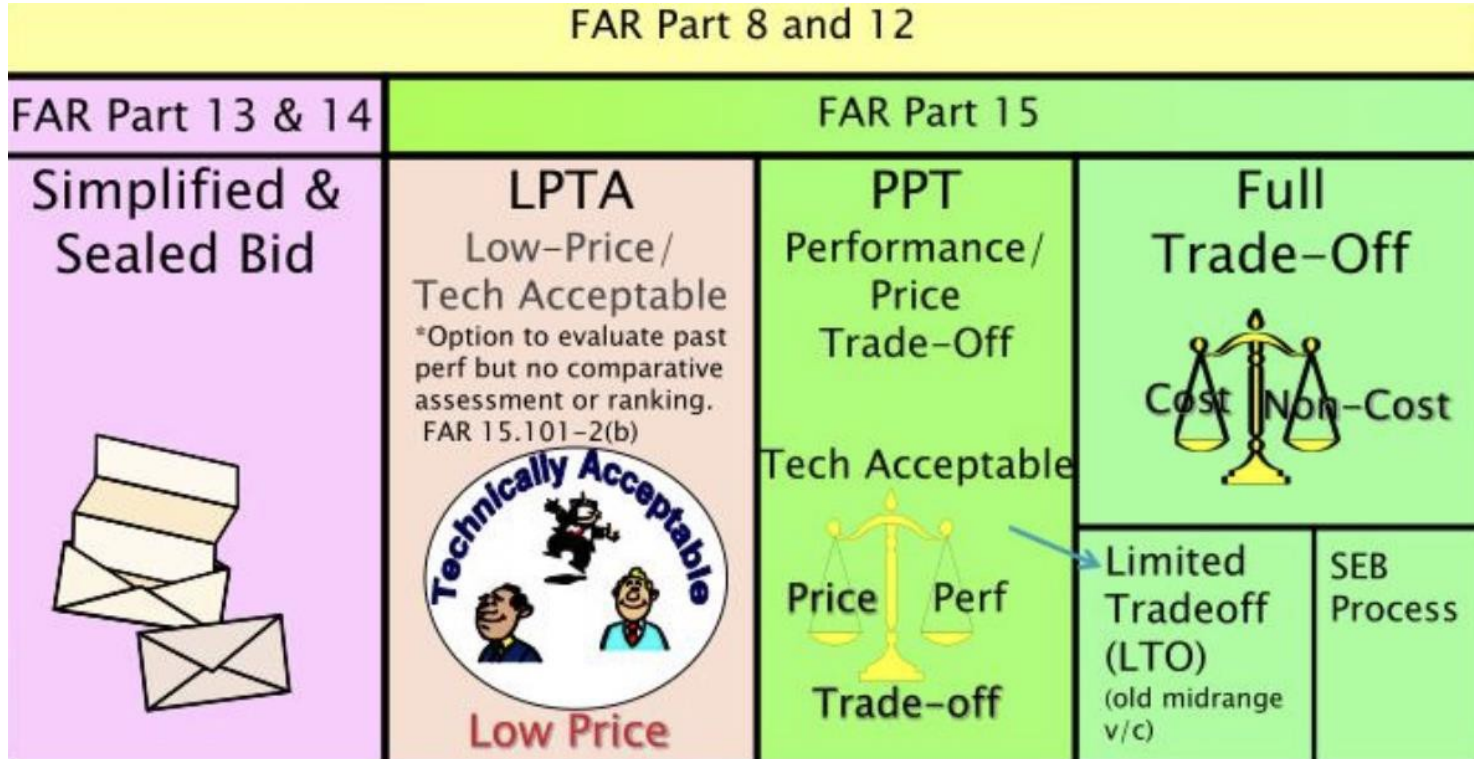 FAR Part 8 and 12
FAR Part 13 & 14
FAR Part 15
Simplified &
Sealed Bid
LPTA
Low-Price/
Tech Acceptable
*Option to evaluate past
perf but no comparative
assessment or ranking.
FAR 15.101-2(b)
Technically Acceptable
Low Price
PPT
Performance/
Price
Trade-Off
Tech Acceptable
Price Perf
Trade-off
Full
Trade-Off
Cost Non-Cost
Limited
Tradeoff
(LTO)
(old midrange
v/c)
SEB
Process